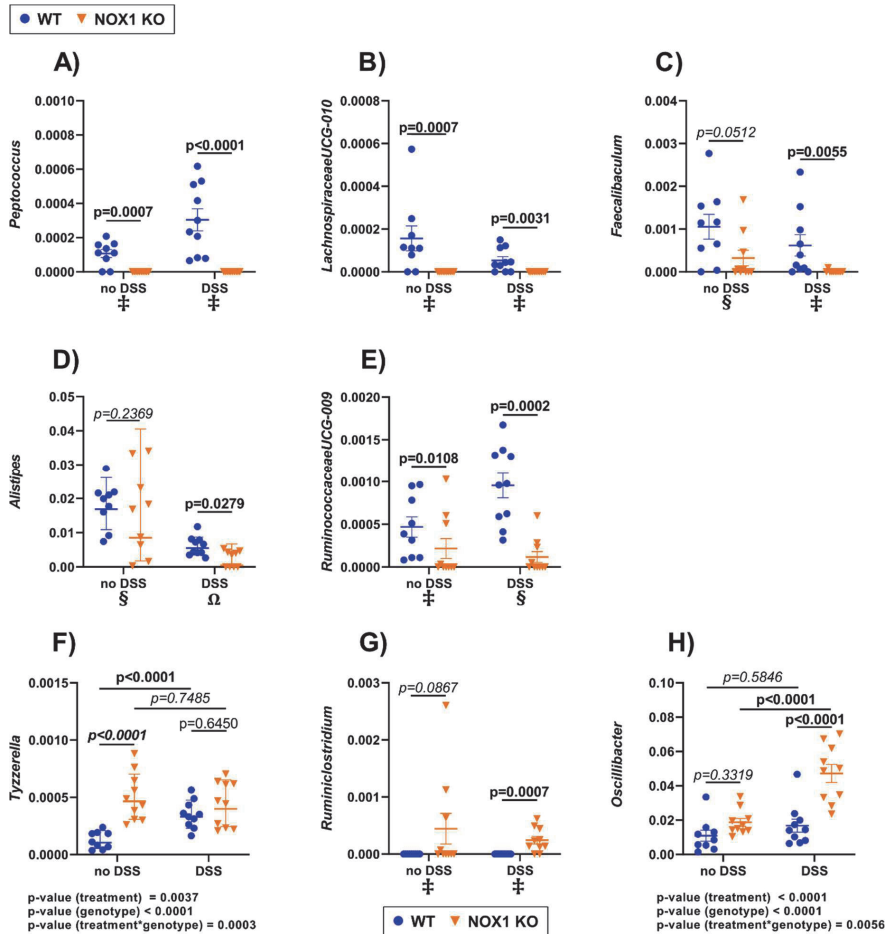 WT NOX1 KO
A)
Peptococcus
0.0010
0.0008
0.0006
0.0004
0.0002
0.0000
p=0.0007
p<0.0001
no DSS DSS
‡ ‡
B)
LachnospiraceaeUCG-010
0.0008
0.0006
0.0004
0.0002
0.0000
p=0.0007
p=0.0031
no DSS DSS
‡ ‡
C)
Faecalibaculum
0.004
0.003
0.002
0.001
0.000
p=0.0512
p=0.0055
no DSS DSS
§ ‡
D)
Alistipes
0.05
0.04
0.03
0.02
0.01
0.00
p=0.2369
p=0.0279
no DSS DSS
§ Ω
E)
RuminococcaceaeUCG-009
0.0020
0.0015
0.0010
0.0005
0.0000
p=0.0108
p=0.0002
no DSS DSS
‡ §
F)
Tyzzerella
0.0015
0.0010
0.0005
0.0000
p<0.0001
p=0.7485
p<0.0001
p=0.6450
no DSS DSS
p-value (treatment) = 0.0037
p-value (genotype) < 0.0001
p-value (treatment*genotype) = 0.0003
G)
Ruminiclostridium
0.003
0.002
0.001
0.000
p=0.0867
p=0.0007
no DSS DSS
‡ ‡
WT NOX1 KO
H)
Oscillibacter
0.10
0.08
0.06
0.04
0.02
0.00
p=0.5846
p<0.0001
p<0.0001
p=0.3319
no DSS DSS
p-value (treatment) < 0.0001
p-value (genotype) < 0.0001
p-value (treatment*genotype) = 0.0056